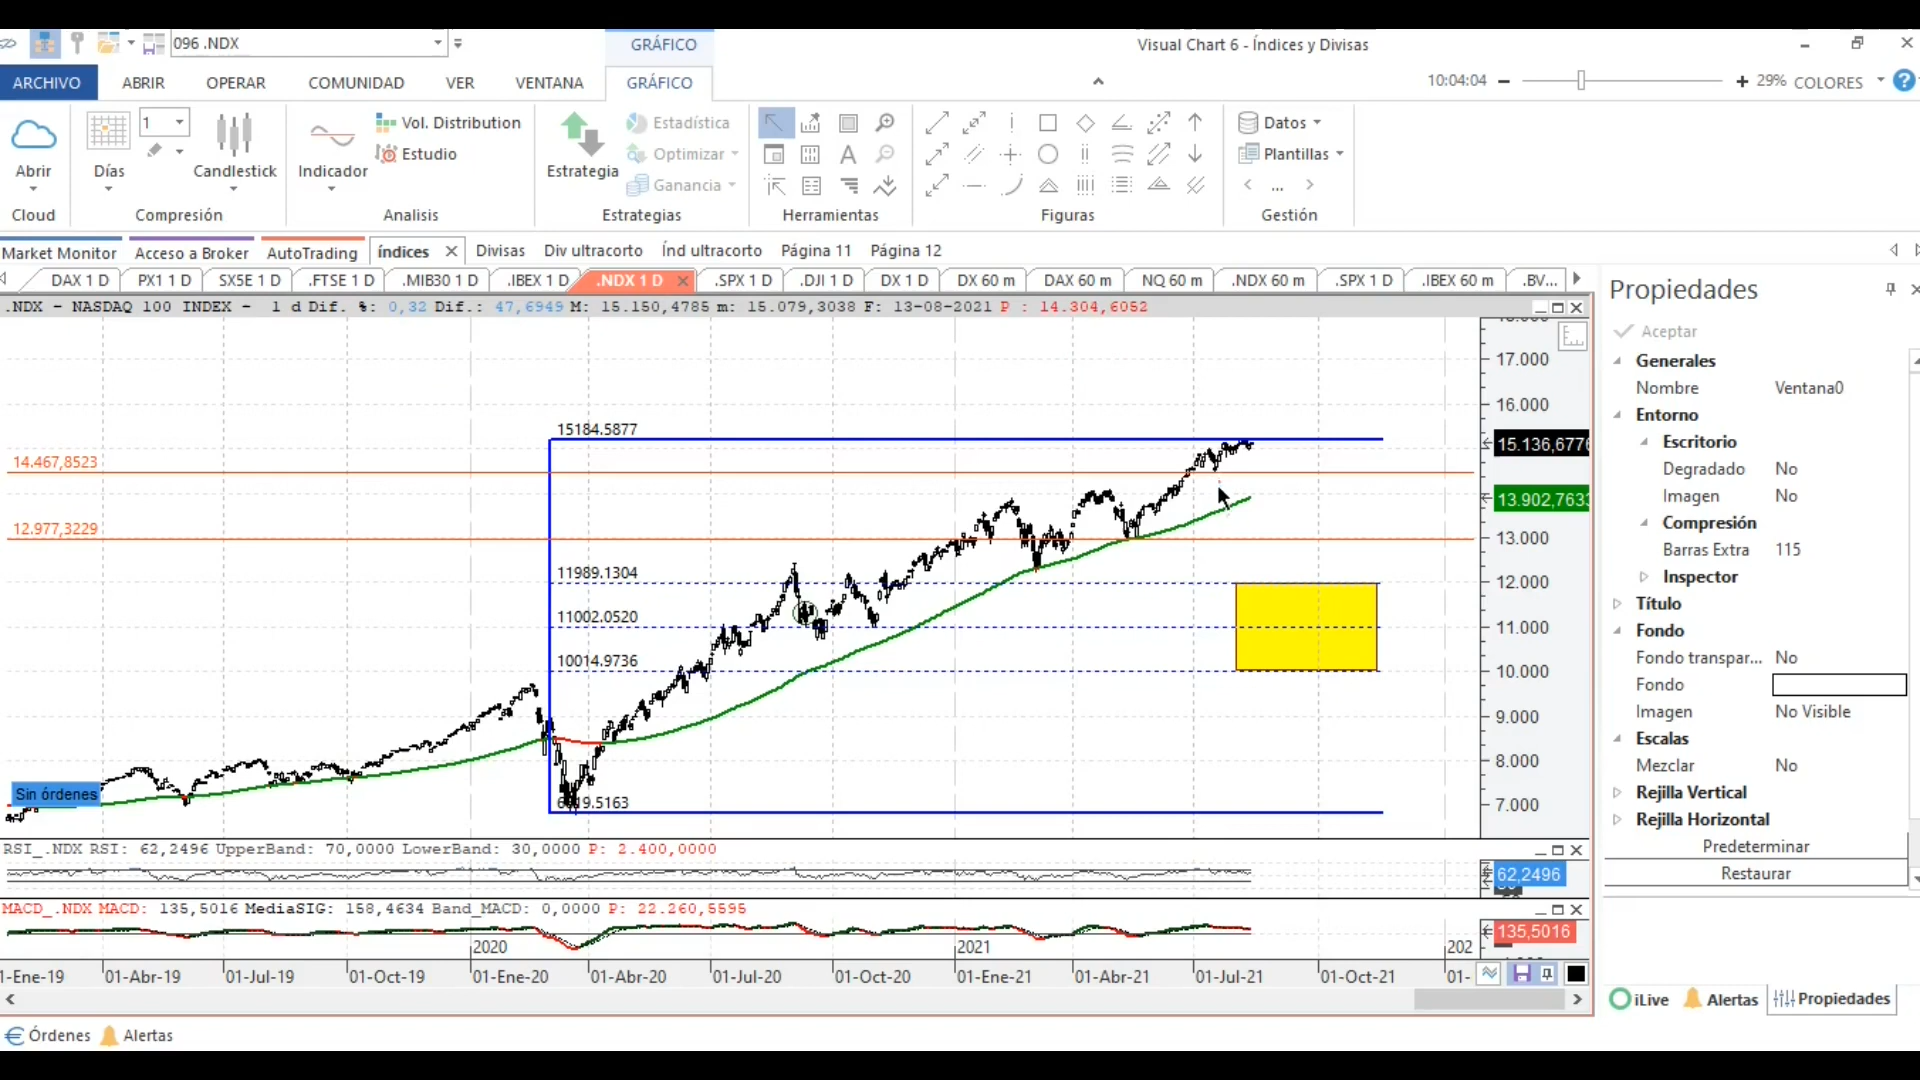 096 .NDX
GRÁFICO
Visual Chart 6 - Índices y Divisas
ARCHIVO ABRIR OPERAR COMUNIDAD VER VENTANA GRÁFICO
10:04:04 29% COLORES
Abrir
Cloud
Días
1
Candlestick
Compresión
Indicador
Vol. Distribution
Estudio
Analisis
Estrategia
Estadística
Optimizar
Ganancia
Estrategias
Herramientas
Figuras
Datos
Plantillas
...
Gestión
Market Monitor Acceso a Broker AutoTrading índices Divisas Div ultracorto Índ ultracorto Página 11 Página 12
DAX 1 D PX1 1 D SX5E 1 D .FTSE 1 D .MIB30 1 D .IBEX 1 D .NDX 1 D .SPX 1 D .DJI 1 D DX 1 D DX 60 m DAX 60 m NQ 60 m .NDX 60 m .SPX 1 D .IBEX 60 m .BV...
.NDX - NASDAQ 100 INDEX - 1 d Dif. %: 0,32 Dif.: 47,6949 M: 15.150,4785 m: 15.079,3038 F: 13-08-2021 P : 14.304,6052
17.000
16.000
15184.5877
15.136,6776
14.467,8523
13.902,7633
12.977,3229
13.000
11989.1304
12.000
11002.0520
11.000
10014.9736
10.000
9.000
8.000
Sin órdenes
7.000
RSI_.NDX RSI: 62,2496 UpperBand: 70,0000 LowerBand: 30,0000 P: 2.400,0000
62,2496
MACD_.NDX MACD: 135,5016 MediaSIG: 158,4634 Band_MACD: 0,0000 P: 22.260,5595
135,5016
2020 2021 202
1-Ene-19 01-Abr-19 01-Jul-19 01-Oct-19 01-Ene-20 01-Abr-20 01-Jul-20 01-Oct-20 01-Ene-21 01-Abr-21 01-Jul-21 01-Oct-21 01-
Órdenes Alertas
Propiedades
Aceptar
Generales
Nombre Ventana0
Entorno
Escritorio
Degradado No
Imagen No
Compresión
Barras Extra 115
Inspector
Título
Fondo
Fondo transpar... No
Fondo
Imagen No Visible
Escalas
Mezclar No
Rejilla Vertical
Rejilla Horizontal
Predeterminar
Restaurar
iLive Alertas Propiedades